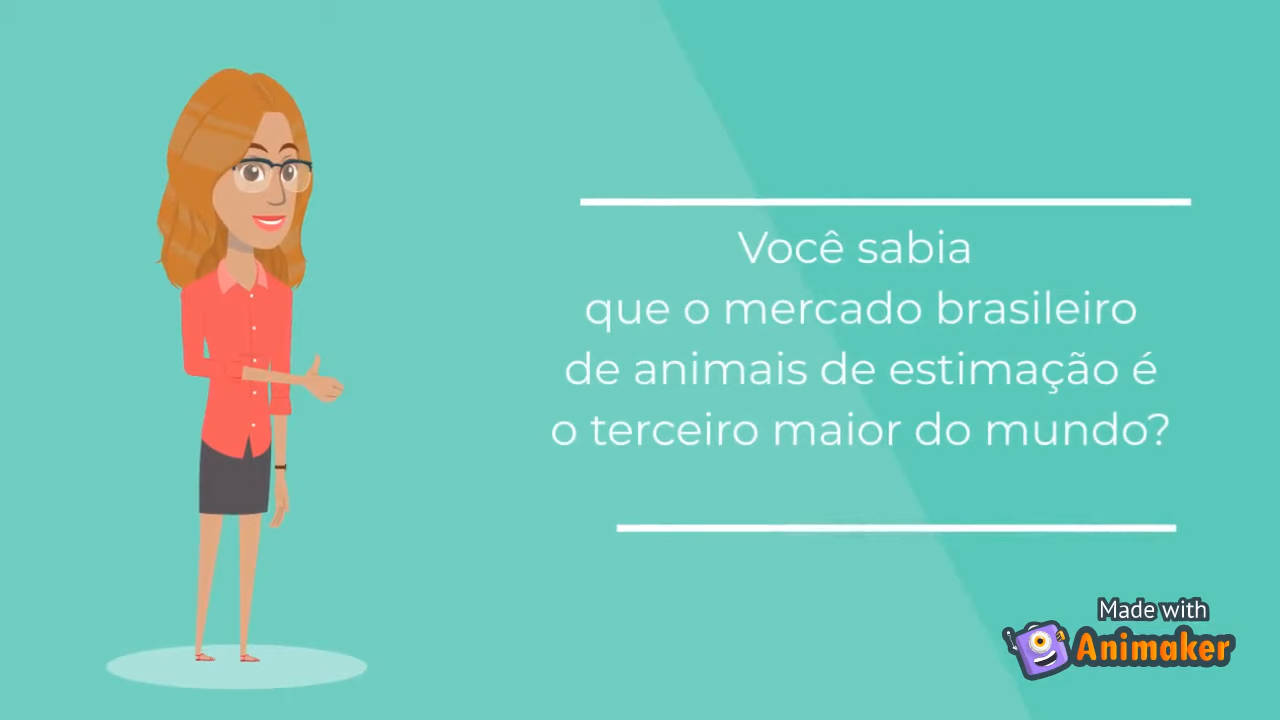 Você sabia
que o mercado brasileiro
de animais de estimação é
o terceiro maior do mundo?
Made with
Animaker